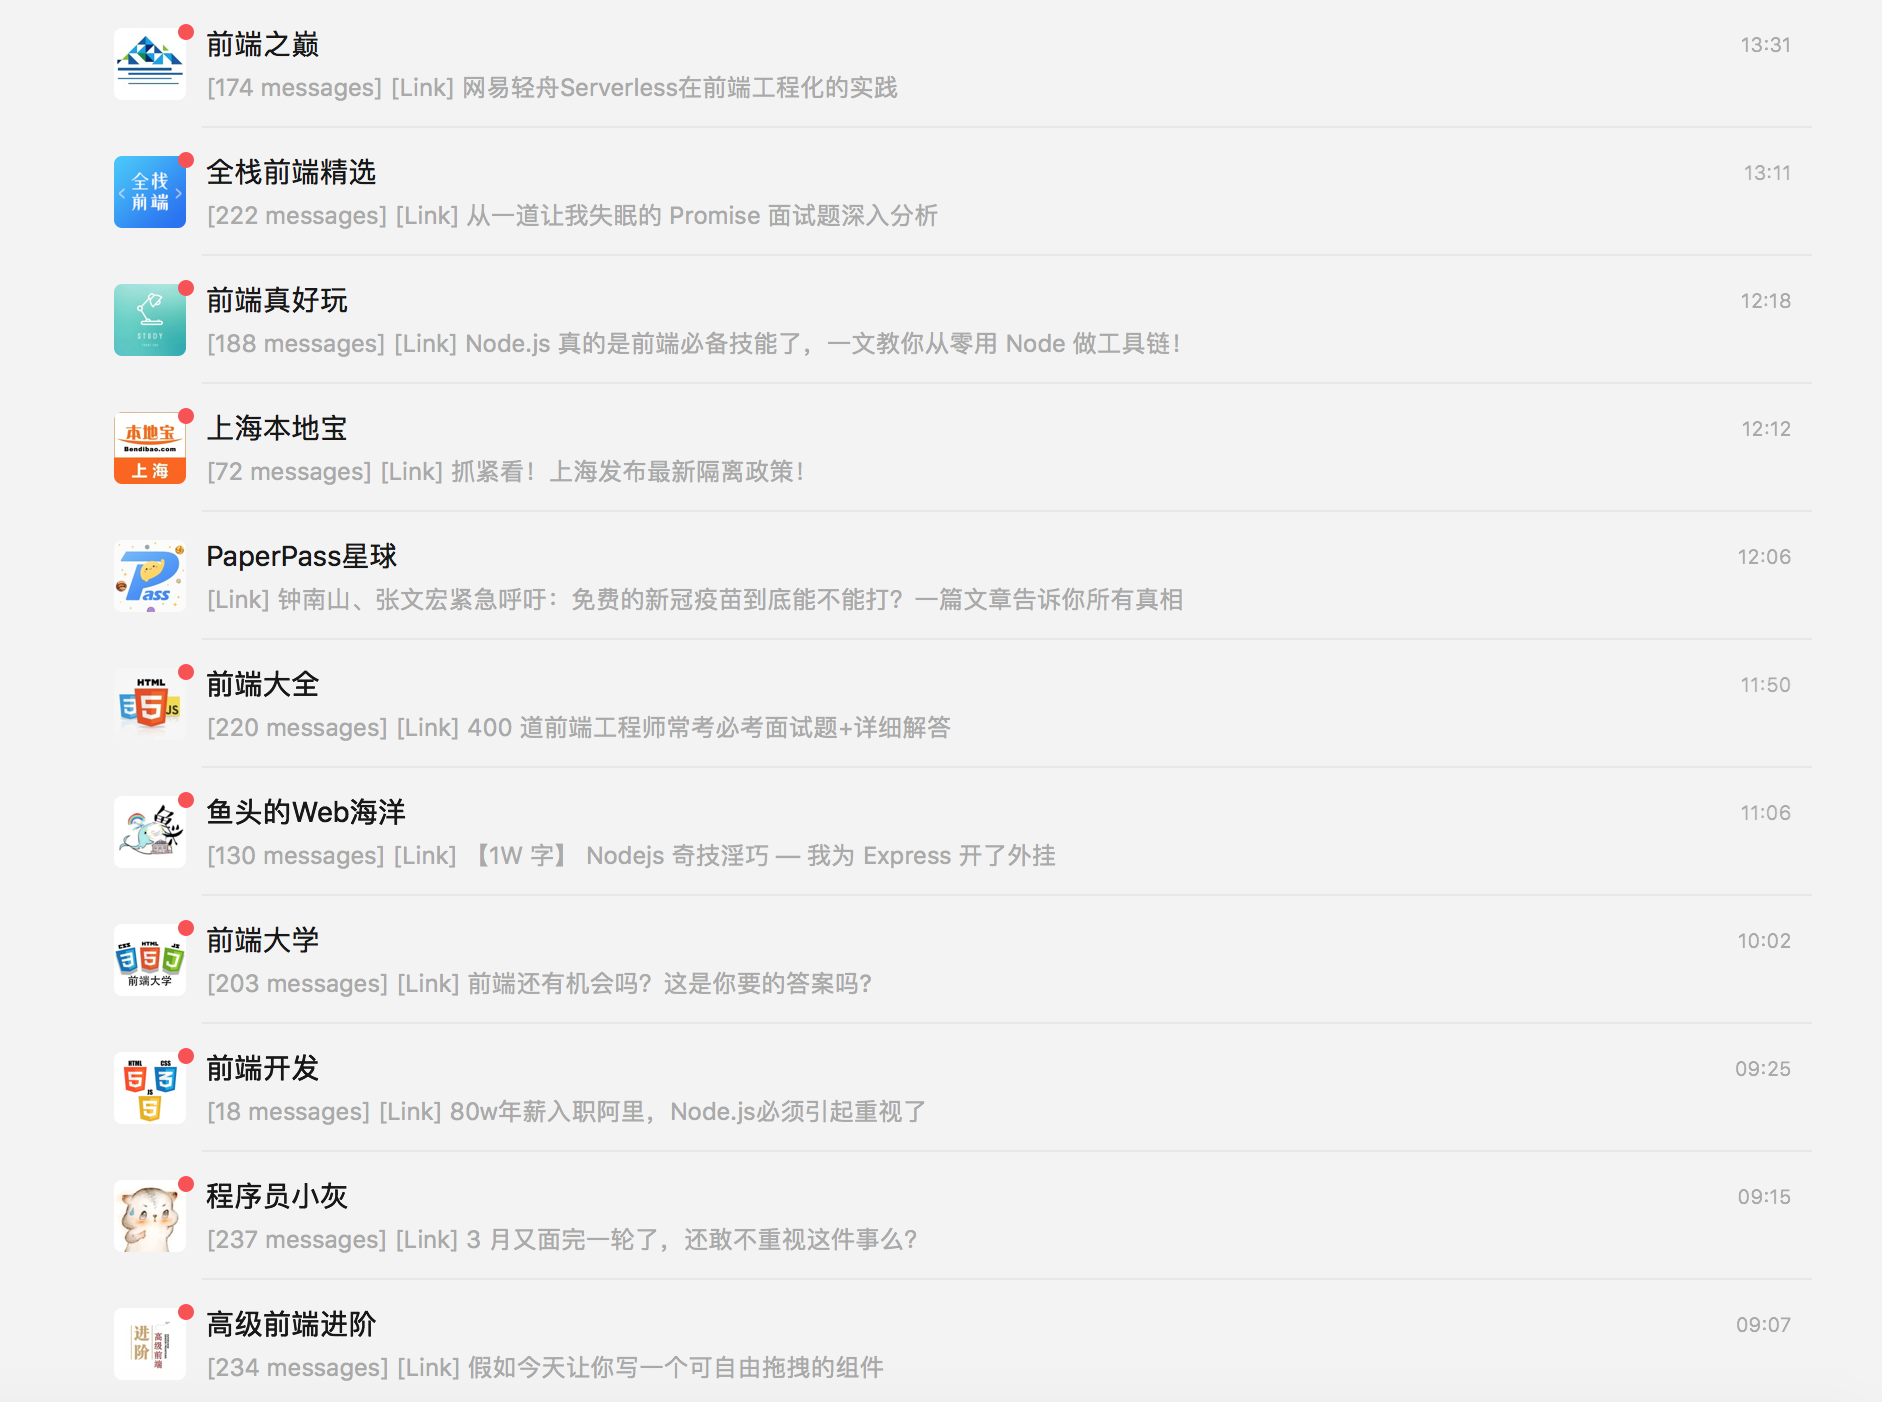 前端之巅
13:31
[174 messages] [Link] 网易轻舟Serverless在前端工程化的实践
全栈
前端
全栈前端精选
13:11
[222 messages] [Link] 从一道让我失眠的 Promise 面试题深入分析
STUDY
前端真好玩
12:18
[188 messages] [Link] Node.js 真的是前端必备技能了，一文教你从零用 Node 做工具链！
本地宝
Bendibao.com
上海
上海本地宝
12:12
[72 messages] [Link] 抓紧看！上海发布最新隔离政策！
Pass
PaperPass星球
12:06
[Link] 钟南山、张文宏紧急呼吁：免费的新冠疫苗到底能不能打？一篇文章告诉你所有真相
HTML
3 5 JS
前端大全
11:50
[220 messages] [Link] 400 道前端工程师常考必考面试题+详细解答
鱼头
鱼头的Web海洋
11:06
[130 messages] [Link] 【1W 字】 Nodejs 奇技淫巧 — 我为 Express 开了外挂
CSS HTML JS
3 5 J
前端大学
前端大学
10:02
[203 messages] [Link] 前端还有机会吗？这是你要的答案吗？
HTML CSS
5 3
JS
5
前端开发
09:25
[18 messages] [Link] 80w年薪入职阿里，Node.js必须引起重视了
程序员小灰
09:15
[237 messages] [Link] 3 月又面完一轮了，还敢不重视这件事么？
进阶
高级前端
高级前端进阶
09:07
[234 messages] [Link] 假如今天让你写一个可自由拖拽的组件